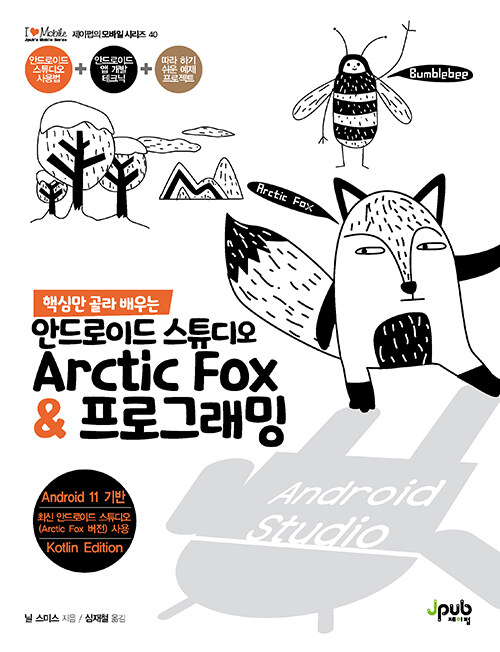 I ♥ Mobile
Jpub's Mobile Series
제이펍의 모바일 시리즈 40
안드로이드
스튜디오
사용법
+
안드로이드
앱 개발
테크닉
+
따라 하기
쉬운 예제
프로젝트
Bumblebee
Arctic Fox
핵심만 골라 배우는
안드로이드 스튜디오
Arctic Fox
& 프로그래밍
Android 11 기반
최신 안드로이드 스튜디오
(Arctic Fox 버전) 사용
Kotlin Edition
Android
Studio
닐 스미스 지음 / 심재철 옮김
Jpub
제이펍